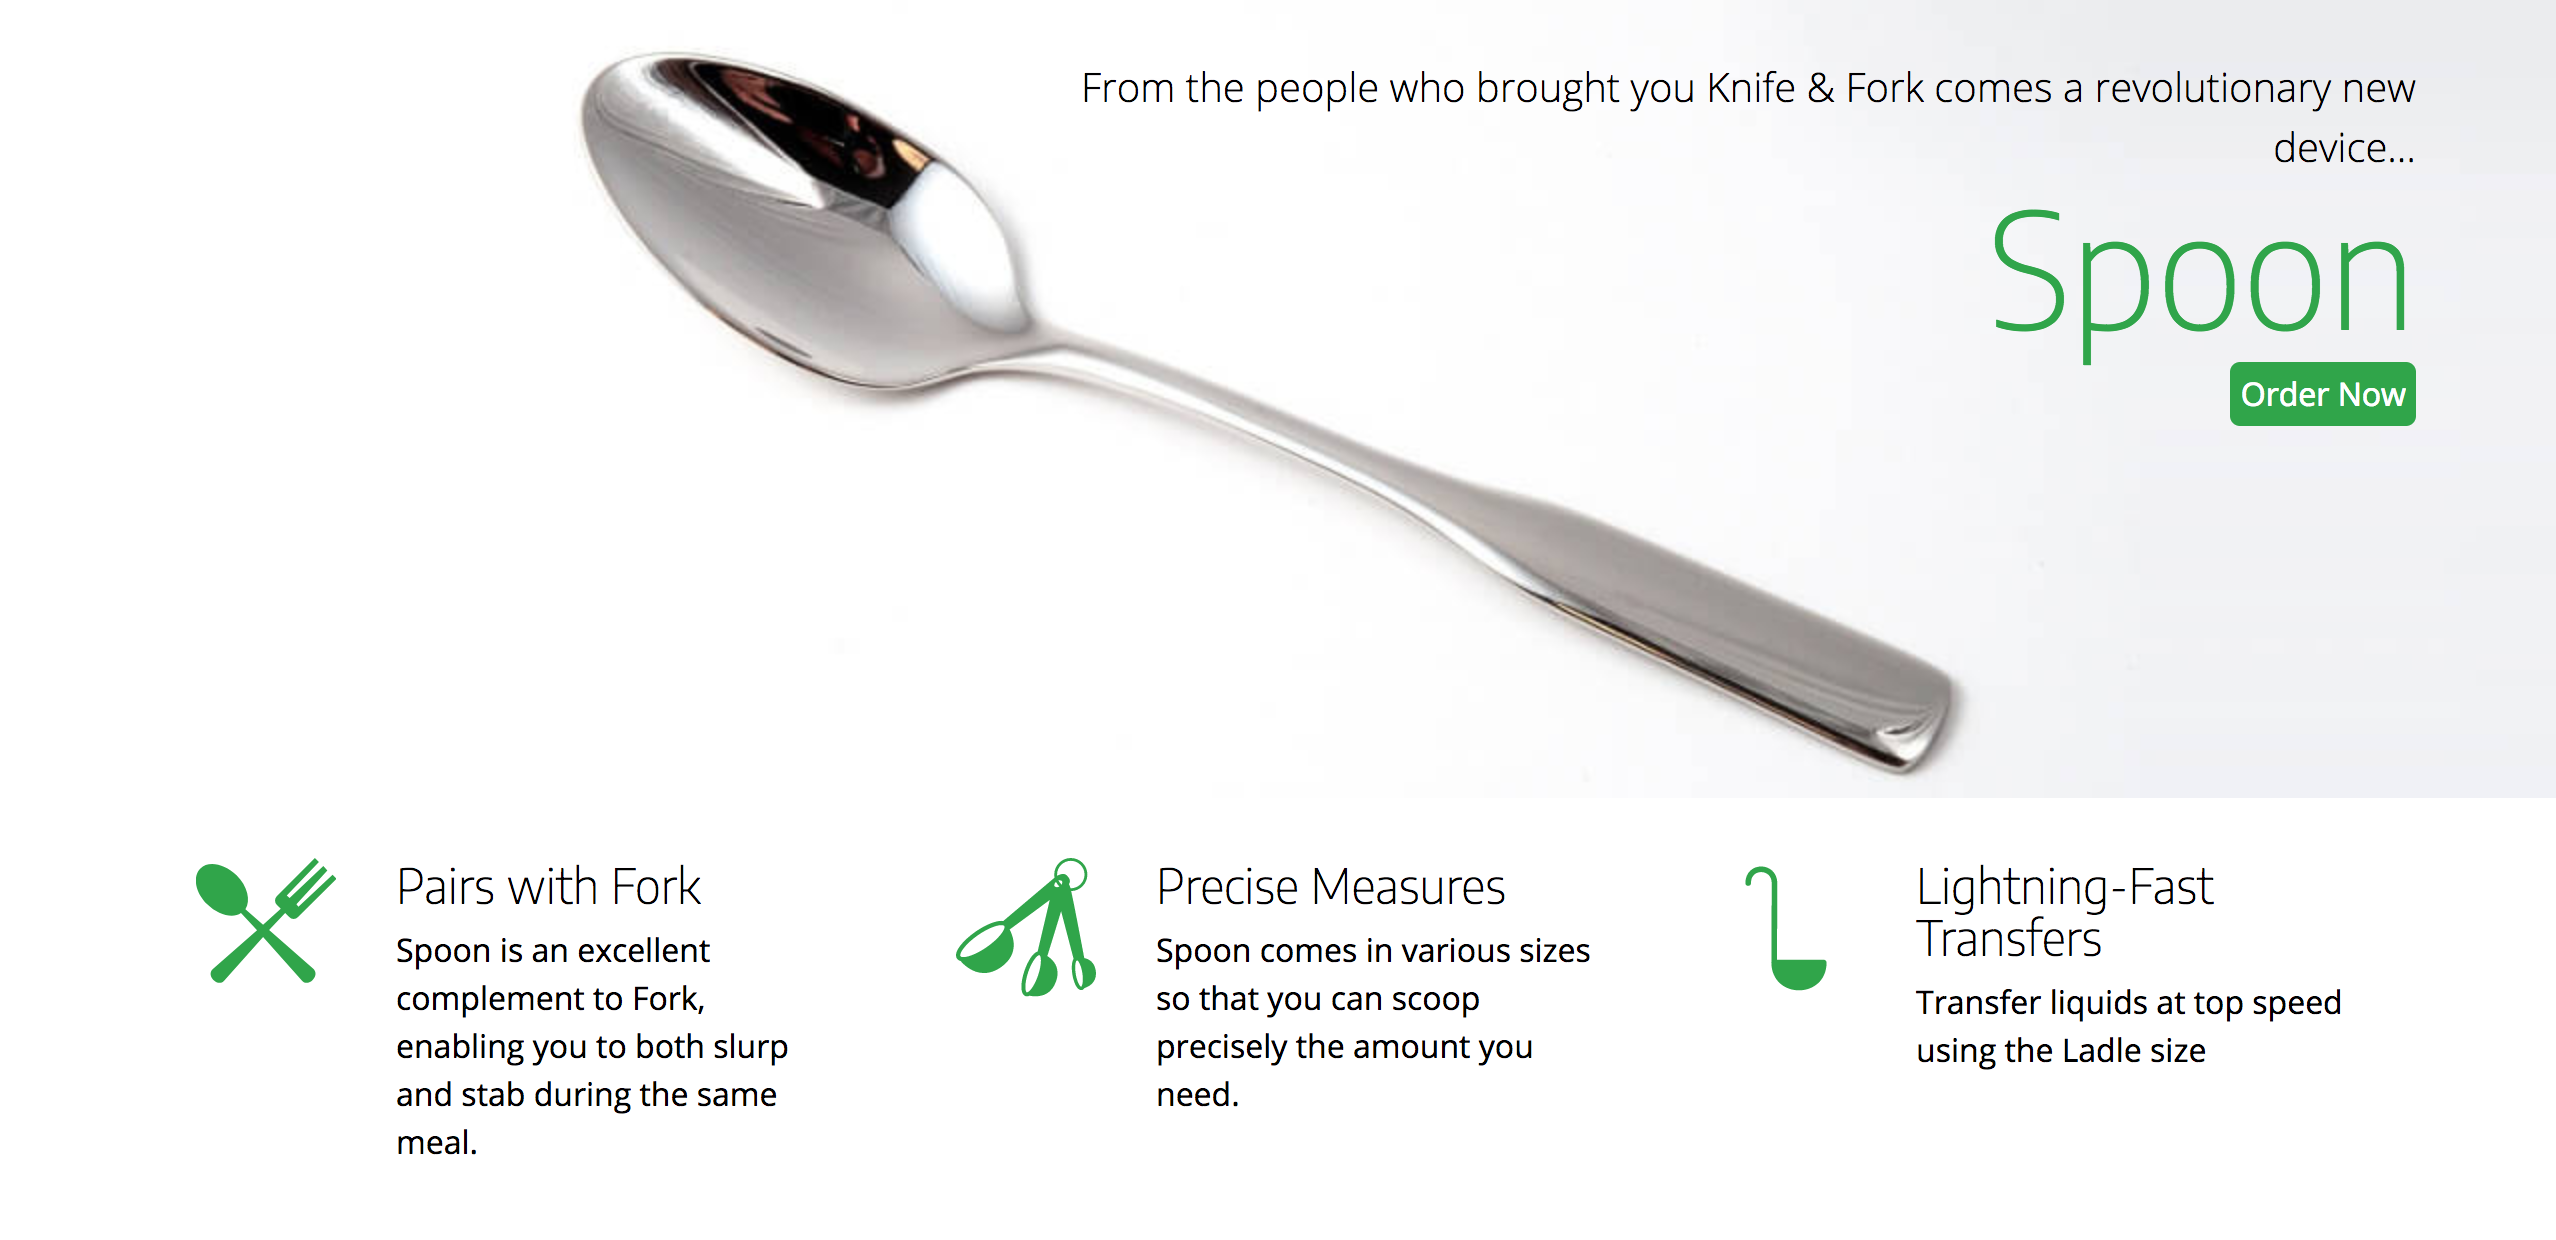 From the people who brought you Knife & Fork comes a revolutionary new
device...
Spoon
Order Now
Pairs with Fork
Spoon is an excellent
complement to Fork,
enabling you to both slurp
and stab during the same
meal.
Precise Measures
Spoon comes in various sizes
so that you can scoop
precisely the amount you
need.
Lightning-Fast
Transfers
Transfer liquids at top speed
using the Ladle size